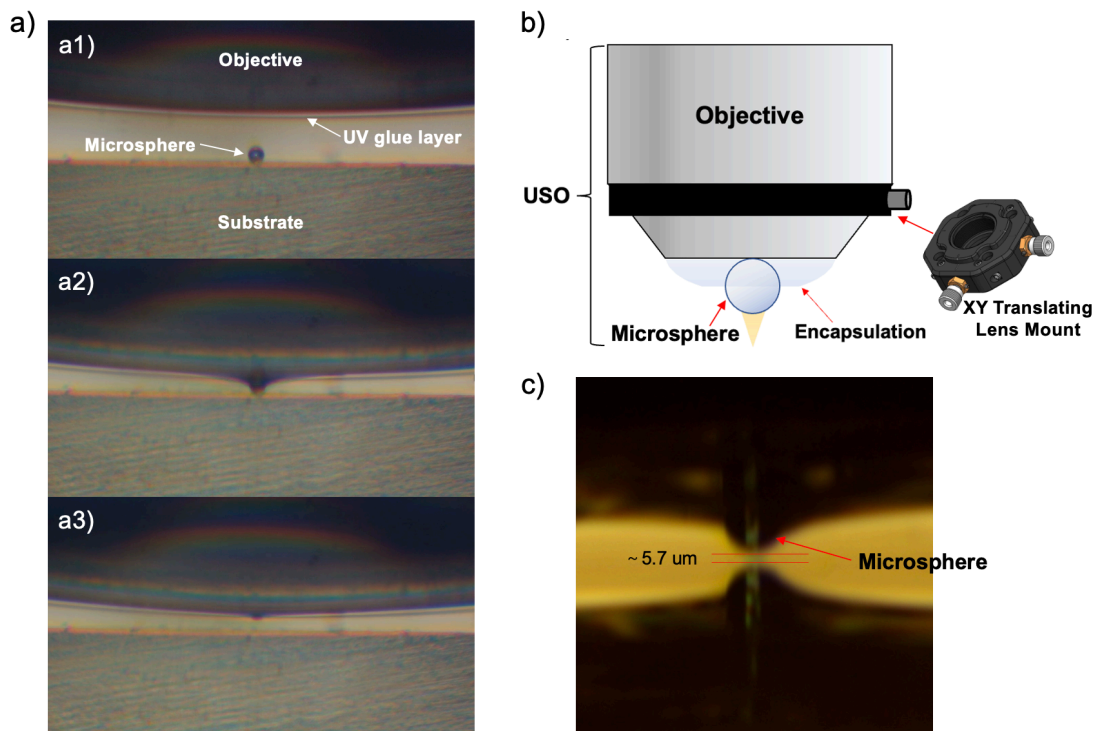 a)
a1)
Objective
UV glue layer
Microsphere
Substrate
a2)
a3)
b)
Objective
USO
Microsphere
Encapsulation
XY Translating
Lens Mount
c)
~ 5.7 um
Microsphere